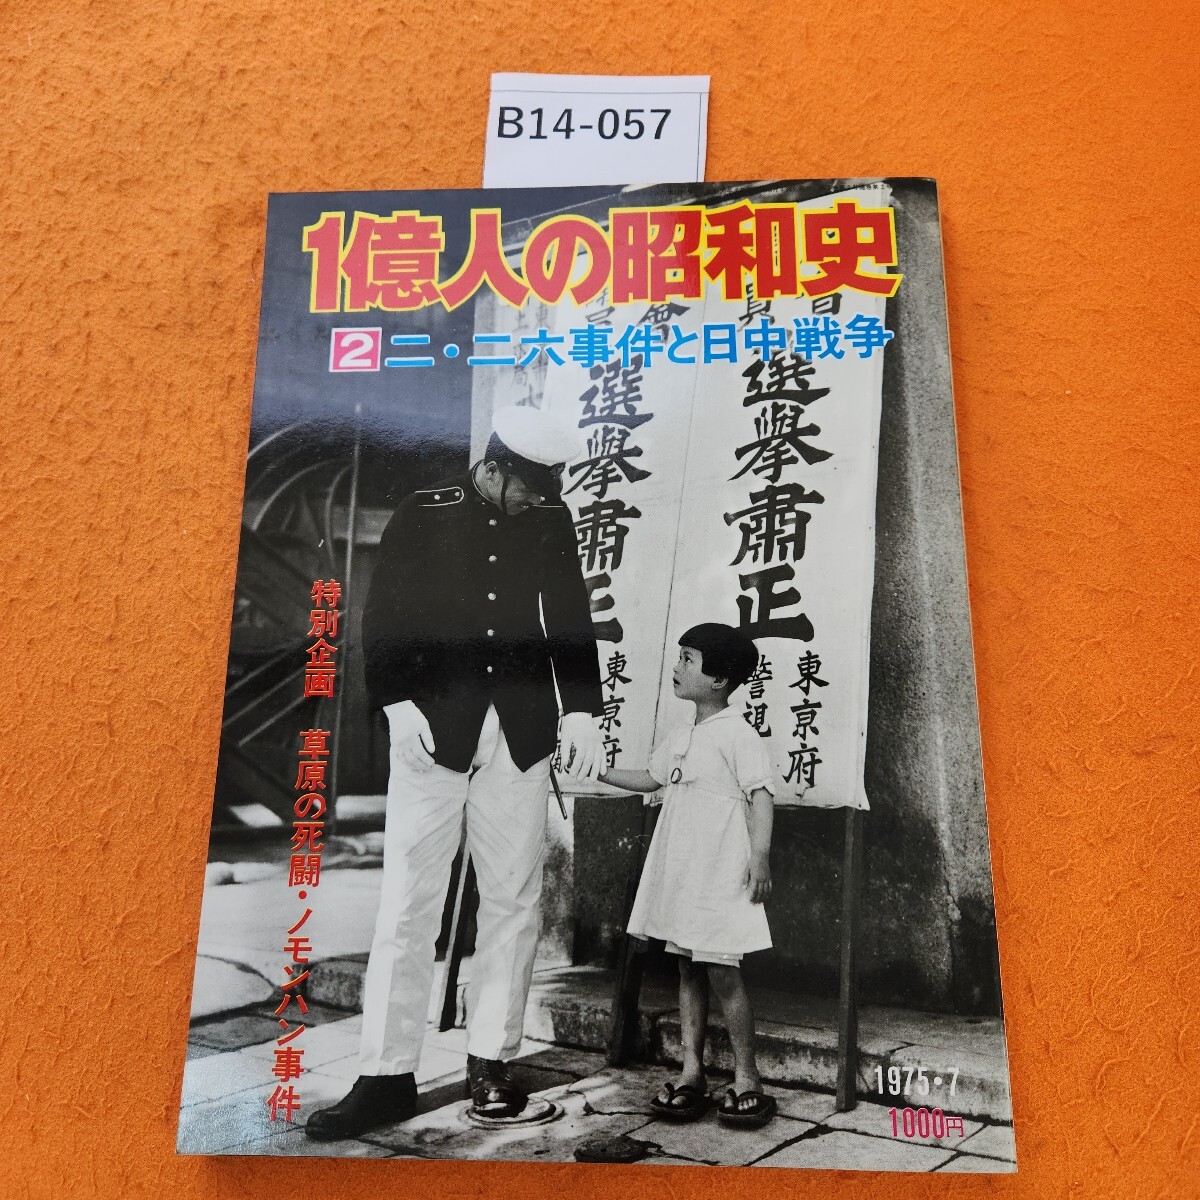 B14-057
1億人の昭和史
2 二・二六事件と日中戦争
選擧肅正
東京府
警視
選擧肅正
東京府
特別企画 草原の死闘・ノモンハン事件
1975・7
1000円